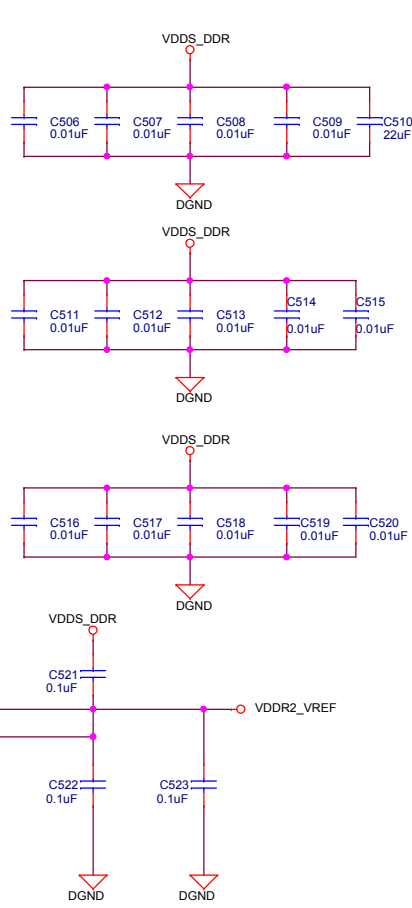 VDDS_DDR
C506 C507 C508 C509 C510
0.01uF 0.01uF 0.01uF 0.01uF 22uF
DGND
VDDS_DDR
C514 C515
C511 C512 C513
0.01uF 0.01uF 0.01uF 0.01uF 0.01uF
DGND
VDDS_DDR
C516 C517 C518 C519 C520
0.01uF 0.01uF 0.01uF 0.01uF 0.01uF
DGND
VDDS_DDR
C521
0.1uF
VDDR2_VREF
C522 C523
0.1uF 0.1uF
DGND DGND